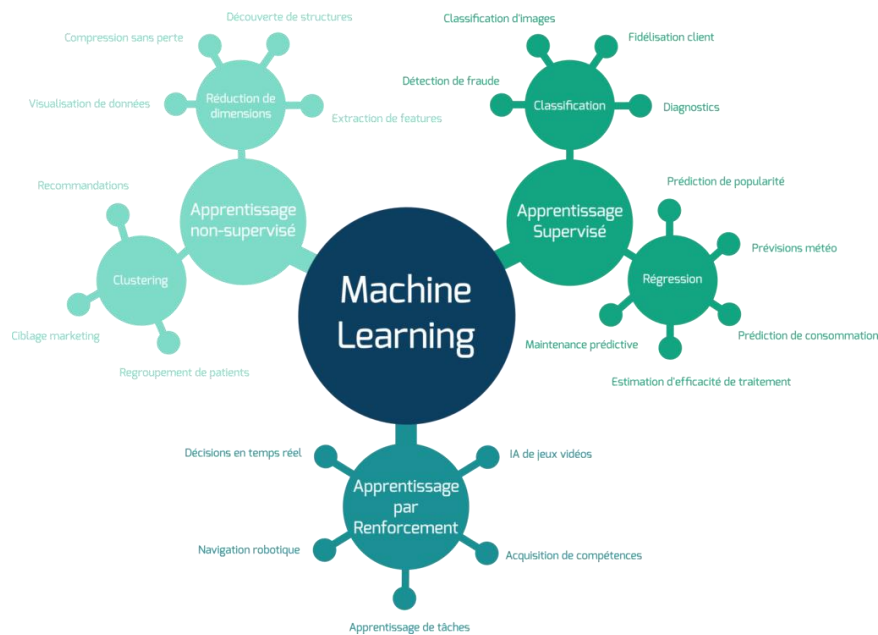 Découverte de structures
Compression sans perte
Visualisation de données
Réduction de
dimensions
Extraction de features
Classification d'images
Fidélisation client
Détection de fraude
Classification
Diagnostics
Recommandations
Apprentissage
non-supervisé
Clustering
Ciblage marketing
Regroupement de patients
Apprentissage
Supervisé
Prédiction de popularité
Prévisions météo
Régression
Prédiction de consommation
Maintenance prédictive
Estimation d'efficacité de traitement
Machine
Learning
Décisions en temps réel
IA de jeux vidéos
Apprentissage
par
Renforcement
Navigation robotique
Acquisition de compétences
Apprentissage de tâches